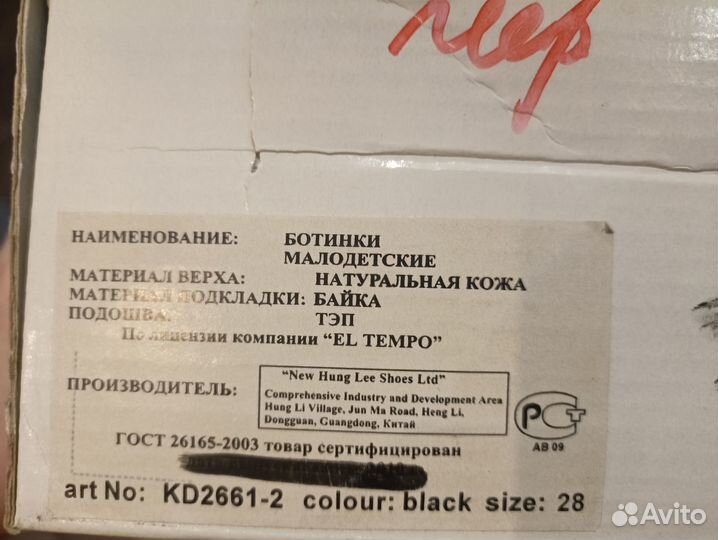 чер
НАИМЕНОВАНИЕ: БОТИНКИ
МАЛОДЕТСКИЕ
МАТЕРИАЛ ВЕРХА: НАТУРАЛЬНАЯ КОЖА
МАТЕРИАЛ ПОДКЛАДКИ: БАЙКА
ПОДОШВА: ТЭП
По лицензии компании "EL TEMPO"
ПРОИЗВОДИТЕЛЬ:
"New Hung Lee Shoes Ltd"
Comprehensive Industry and Development Area
Hung Li Village, Jun Ma Road, Heng Li,
Dongguan, Guangdong, Китай
РСТ
АВ 09
ГОСТ 26165-2003 товар сертифицирован
art No: KD2661-2 colour: black size: 28
Avito